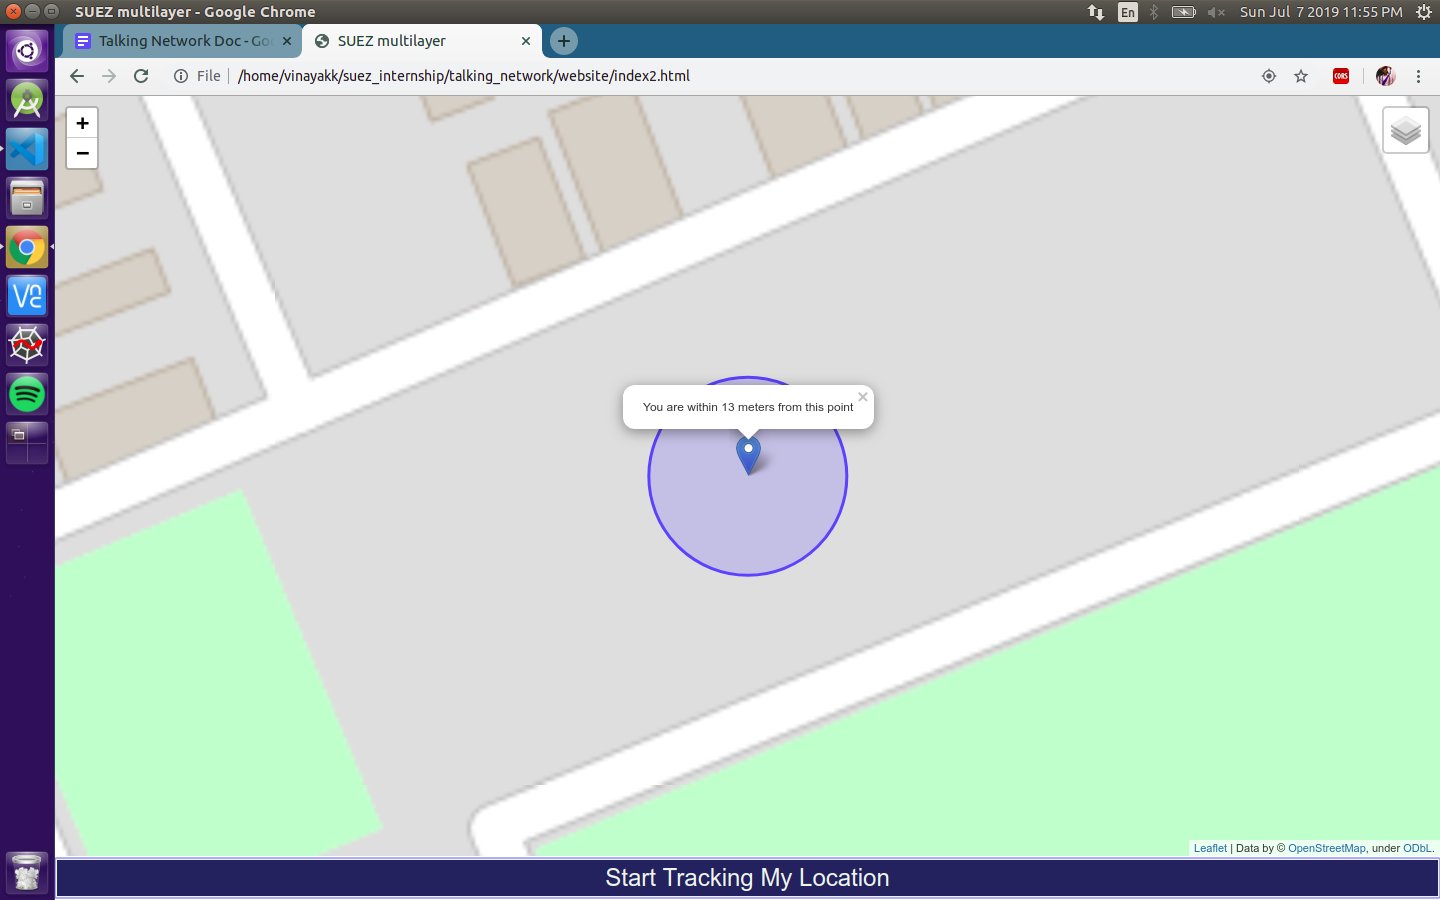 SUEZ multilayer - Google Chrome
En
Sun Jul 7 2019 11:55 PM
Talking Network Doc - Go
SUEZ multilayer
File
/home/vinayakk/suez_internship/talking_network/website/index2.html
CORS
+
−
You are within 13 meters from this point
Leaflet | Data by © OpenStreetMap, under ODbL.
Start Tracking My Location